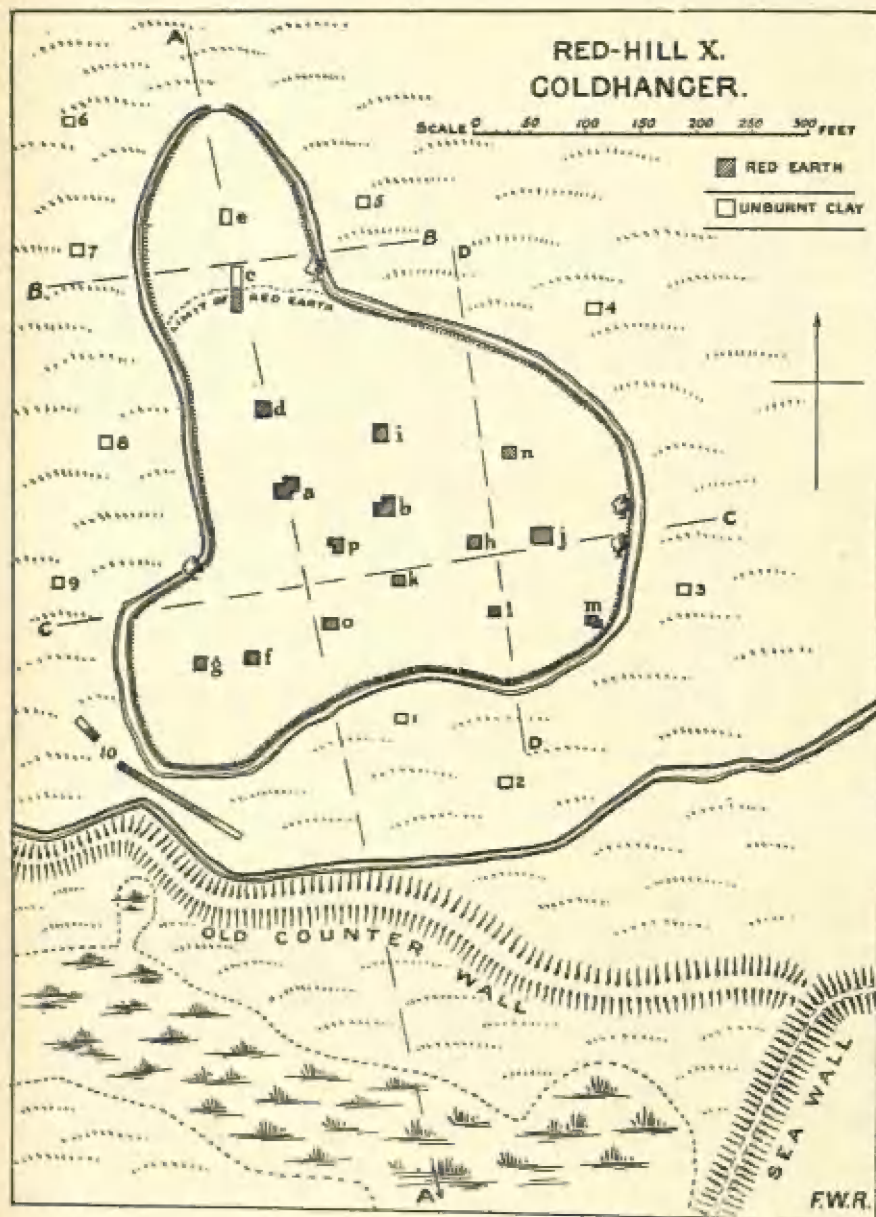 RED-HILL X.
GOLDHANGER.
SCALE 0 50 100 150 200 250 300 FEET
RED EARTH
UNBURNT CLAY
A
6
5
e
7
B
B.
D
c
LIMIT OF RED EARTH
4
d
i
8
n
a
b
C
p
h
j
9
k
3
C
o
l
m
g
f
1
10
D
2
OLD COUNTER WALL
SEA WALL
A
F.W.R.